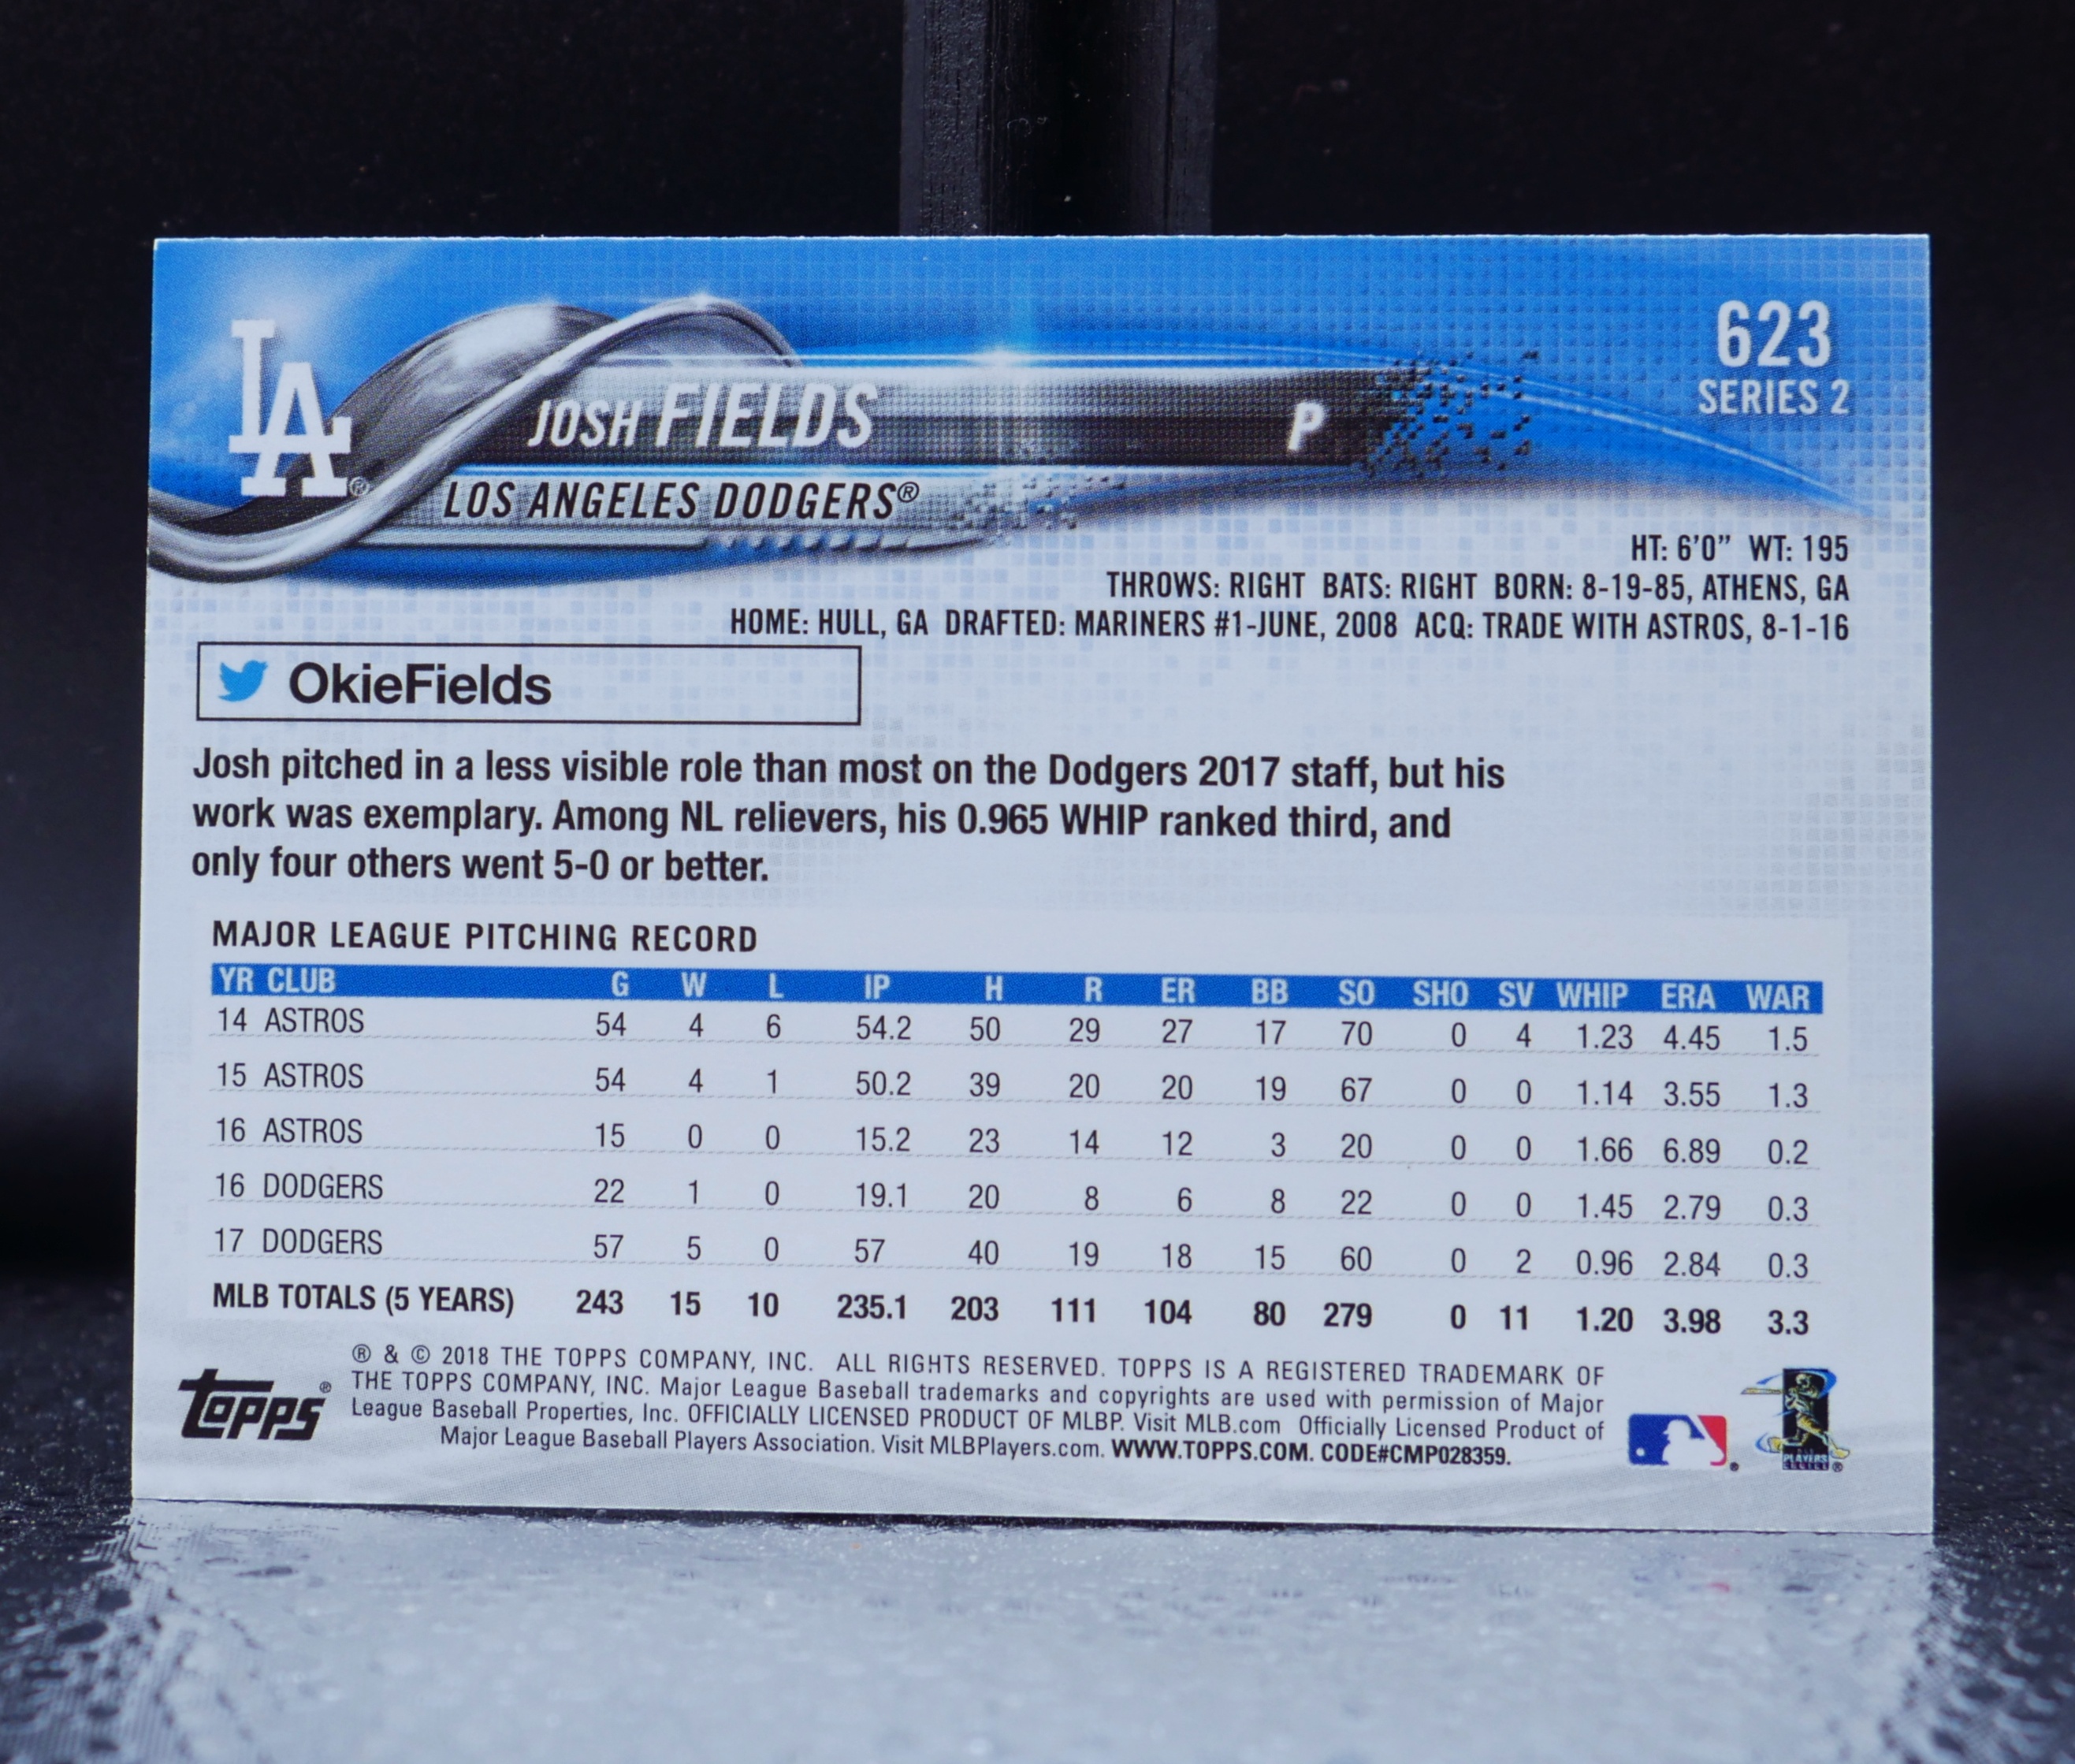 LA®
623
SERIES 2
JOSH FIELDS P
LOS ANGELES DODGERS®
HT: 6'0" WT: 195
THROWS: RIGHT BATS: RIGHT BORN: 8-19-85, ATHENS, GA
HOME: HULL, GA DRAFTED: MARINERS #1-JUNE, 2008 ACQ: TRADE WITH ASTROS, 8-1-16
OkieFields
Josh pitched in a less visible role than most on the Dodgers 2017 staff, but his
work was exemplary. Among NL relievers, his 0.965 WHIP ranked third, and
only four others went 5-0 or better.
MAJOR LEAGUE PITCHING RECORD
YR CLUB G W L IP H R ER BB SO SHO SV WHIP ERA WAR
14 ASTROS 54 4 6 54.2 50 29 27 17 70 0 4 1.23 4.45 1.5
15 ASTROS 54 4 1 50.2 39 20 20 19 67 0 0 1.14 3.55 1.3
16 ASTROS 15 0 0 15.2 23 14 12 3 20 0 0 1.66 6.89 0.2
16 DODGERS 22 1 0 19.1 20 8 6 8 22 0 0 1.45 2.79 0.3
17 DODGERS 57 5 0 57 40 19 18 15 60 0 2 0.96 2.84 0.3
MLB TOTALS (5 YEARS) 243 15 10 235.1 203 111 104 80 279 0 11 1.20 3.98 3.3
® & © 2018 THE TOPPS COMPANY, INC. ALL RIGHTS RESERVED. TOPPS IS A REGISTERED TRADEMARK OF
THE TOPPS COMPANY, INC. Major League Baseball trademarks and copyrights are used with permission of Major
League Baseball Properties, Inc. OFFICIALLY LICENSED PRODUCT OF MLBP. Visit MLB.com Officially Licensed Product of
Major League Baseball Players Association. Visit MLBPlayers.com. WWW.TOPPS.COM. CODE#CMP028359.
topps®
PLAYERS
CHOICE®